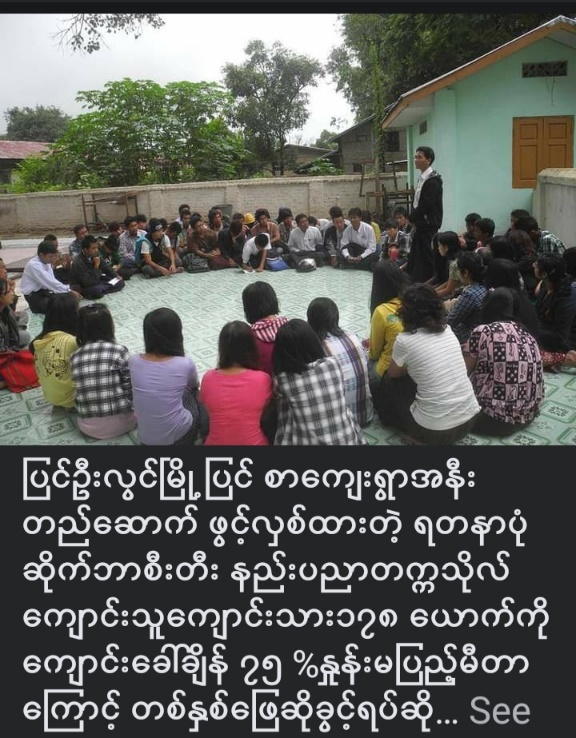 ပြင်ဦးလွင်မြို့ပြင် စာကျေးရွာအနီး
တည်ဆောက် ဖွင့်လှစ်ထားတဲ့ ရတနာပုံ
ဆိုက်ဘာစီးတီး နည်းပညာတက္ကသိုလ်
ကျောင်းသူကျောင်းသား၁၇၈ ယောက်ကို
ကျောင်းခေါ်ချိန် ၇၅ %နှုန်းမပြည့်မီတာ
ကြောင့် တစ်နှစ်ဖြေဆိုခွင့်ရပ်ဆို... See